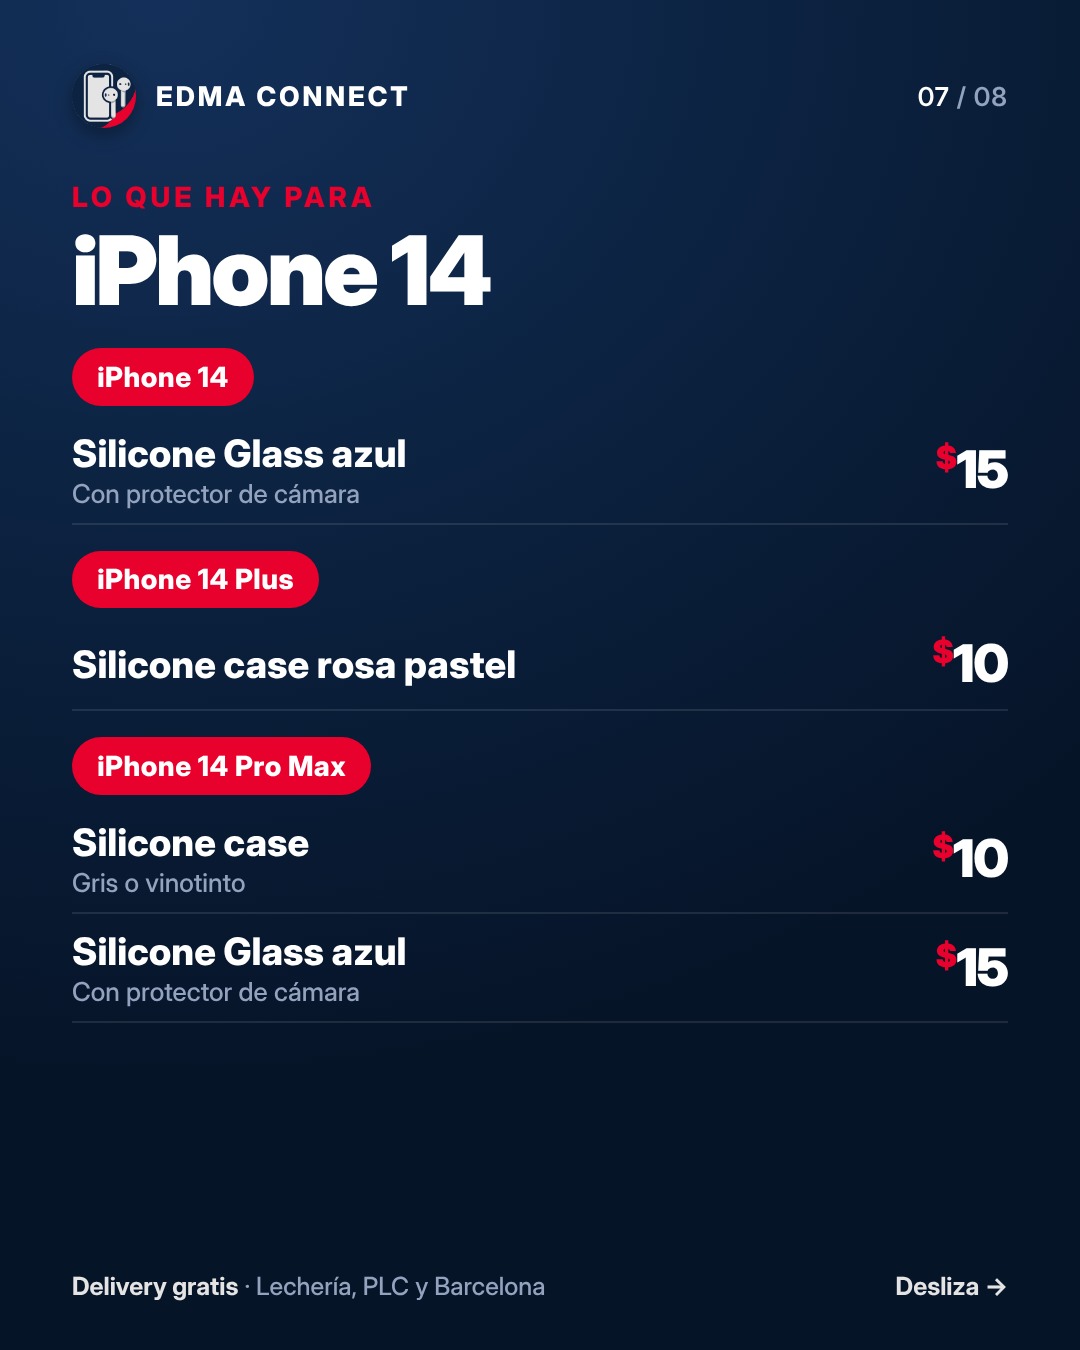 EDMA CONNECT
07 / 08
LO QUE HAY PARA
iPhone 14
iPhone 14
Silicone Glass azul
Con protector de cámara
$15
iPhone 14 Plus
Silicone case rosa pastel
$10
iPhone 14 Pro Max
Silicone case
Gris o vinotinto
$10
Silicone Glass azul
Con protector de cámara
$15
Delivery gratis · Lechería, PLC y Barcelona
Desliza →